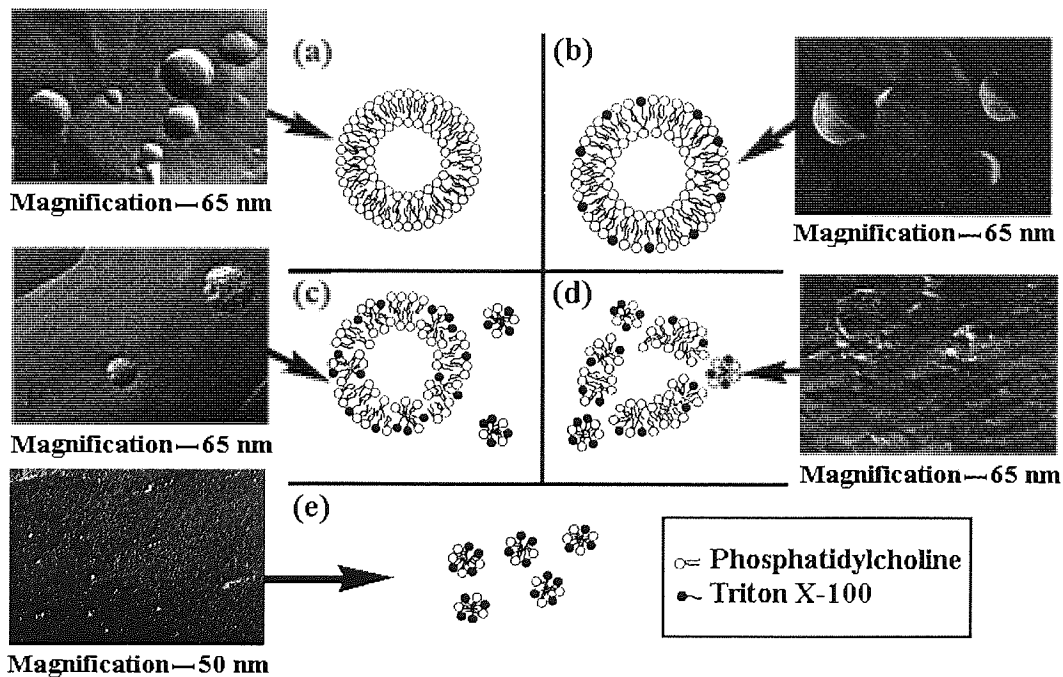 (a)
(b)
Magnification — 65 nm
Magnification — 65 nm
(c)
(d)
Magnification — 65 nm
Magnification — 65 nm
(e)
Phosphatidylcholine
Triton X-100
Magnification — 50 nm